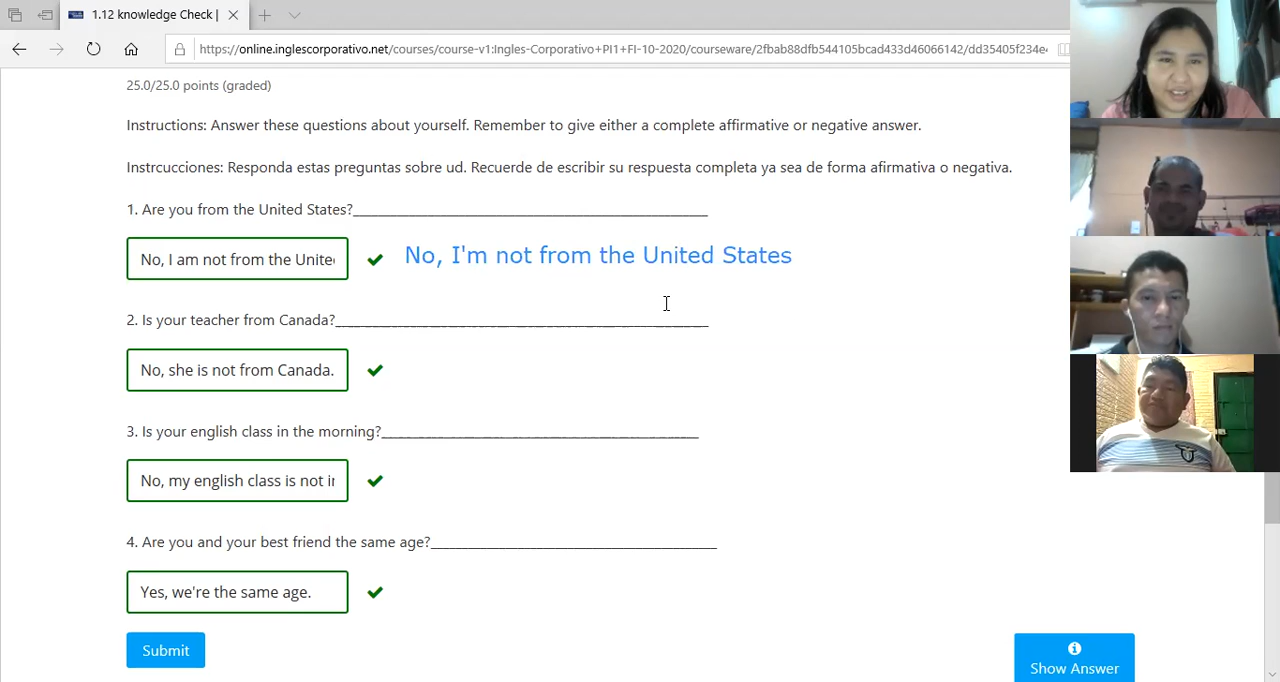 1.12 knowledge Check |
https://online.inglescorporativo.net/courses/course-v1:Ingles-Corporativo+PI1+FI-10-2020/courseware/2fbab88dfb544105bcad433d46066142/dd35405f234e4
25.0/25.0 points (graded)
Instructions: Answer these questions about yourself. Remember to give either a complete affirmative or negative answer.
Instrucciones: Responda estas preguntas sobre ud. Recuerde de escribir su respuesta completa ya sea de forma afirmativa o negativa.
1. Are you from the United States?
No, I am not from the Unite
No, I'm not from the United States
2. Is your teacher from Canada?
No, she is not from Canada.
3. Is your english class in the morning?
No, my english class is not i
4. Are you and your best friend the same age?
Yes, we're the same age.
Submit
Show Answer